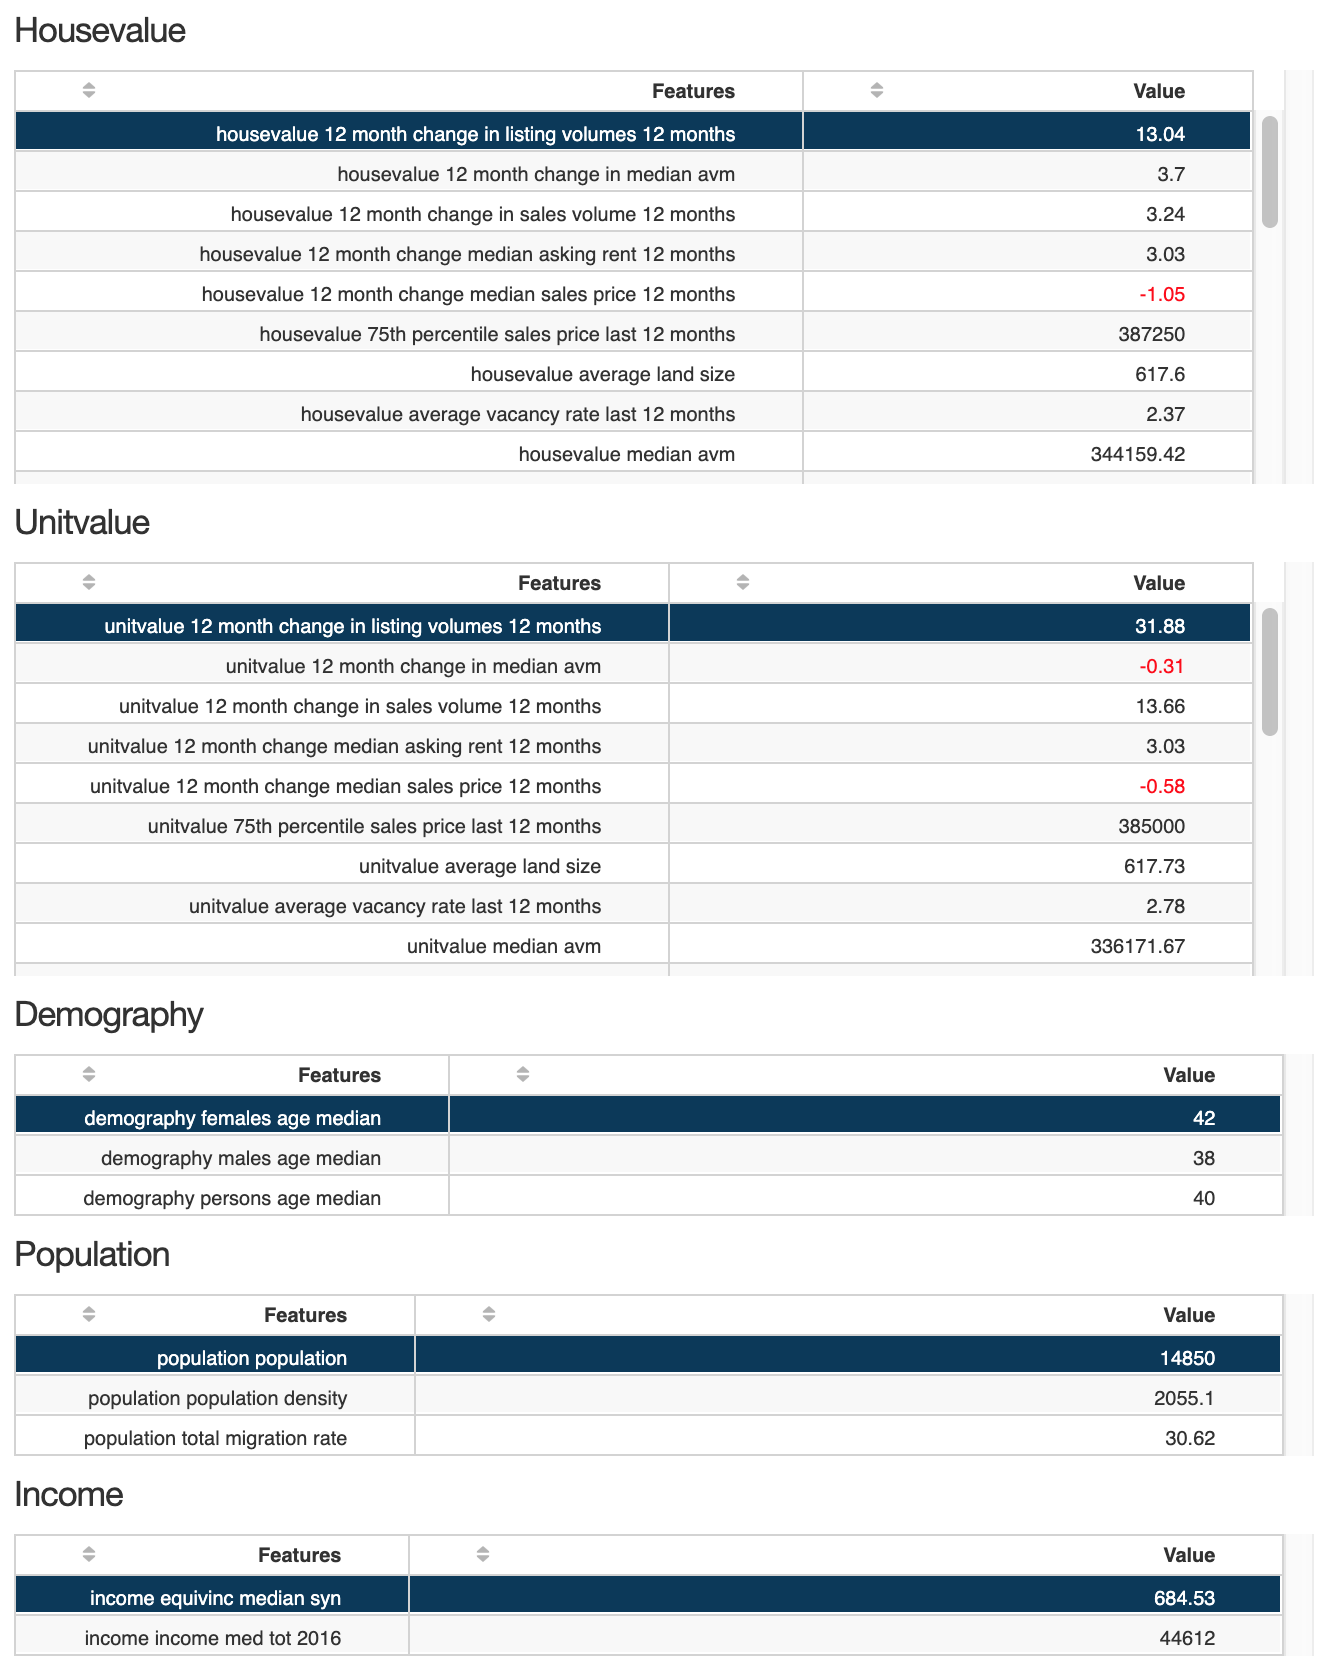 Housevalue
Features Value
housevalue 12 month change in listing volumes 12 months 13.04
housevalue 12 month change in median avm 3.7
housevalue 12 month change in sales volume 12 months 3.24
housevalue 12 month change median asking rent 12 months 3.03
housevalue 12 month change median sales price 12 months -1.05
housevalue 75th percentile sales price last 12 months 387250
housevalue average land size 617.6
housevalue average vacancy rate last 12 months 2.37
housevalue median avm 344159.42
Unitvalue
Features Value
unitvalue 12 month change in listing volumes 12 months 31.88
unitvalue 12 month change in median avm -0.31
unitvalue 12 month change in sales volume 12 months 13.66
unitvalue 12 month change median asking rent 12 months 3.03
unitvalue 12 month change median sales price 12 months -0.58
unitvalue 75th percentile sales price last 12 months 385000
unitvalue average land size 617.73
unitvalue average vacancy rate last 12 months 2.78
unitvalue median avm 336171.67
Demography
Features Value
demography females age median 42
demography males age median 38
demography persons age median 40
Population
Features Value
population population 14850
population population density 2055.1
population total migration rate 30.62
Income
Features Value
income equivinc median syn 684.53
income income med tot 2016 44612